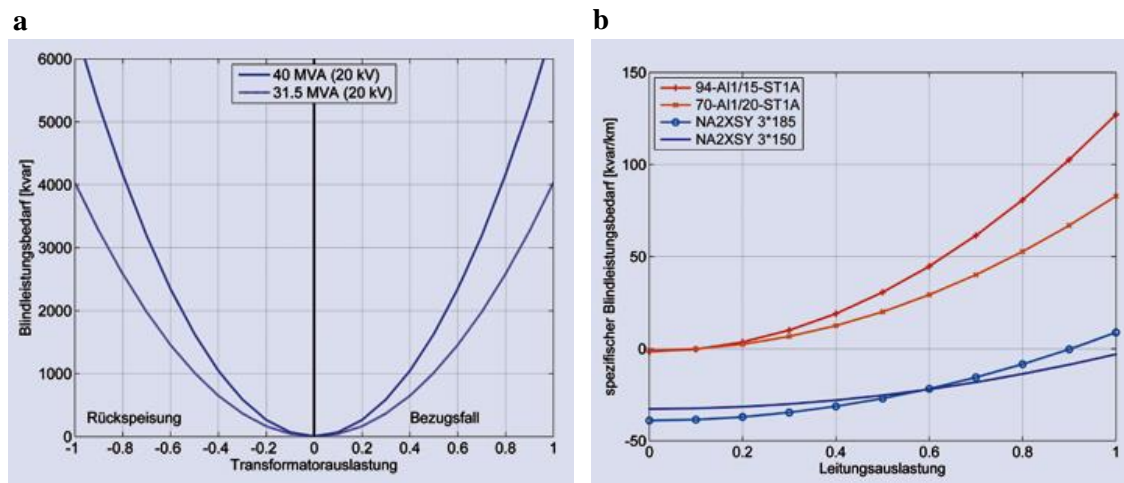 a
6000
5000
4000
3000
2000
1000
0
Blindleistungsbedarf [kvar]
40 MVA (20 kV)
31.5 MVA (20 kV)
Rückspeisung
Bezugsfall
-1 -0.8 -0.6 -0.4 -0.2 0 0.2 0.4 0.6 0.8 1
Transformatorauslastung
b
150
100
50
0
-50
spezifischer Blindleistungsbedarf [kvar/km]
94-Al1/15-ST1A
70-Al1/20-ST1A
NA2XSY 3*185
NA2XSY 3*150
0 0.2 0.4 0.6 0.8 1
Leitungsauslastung